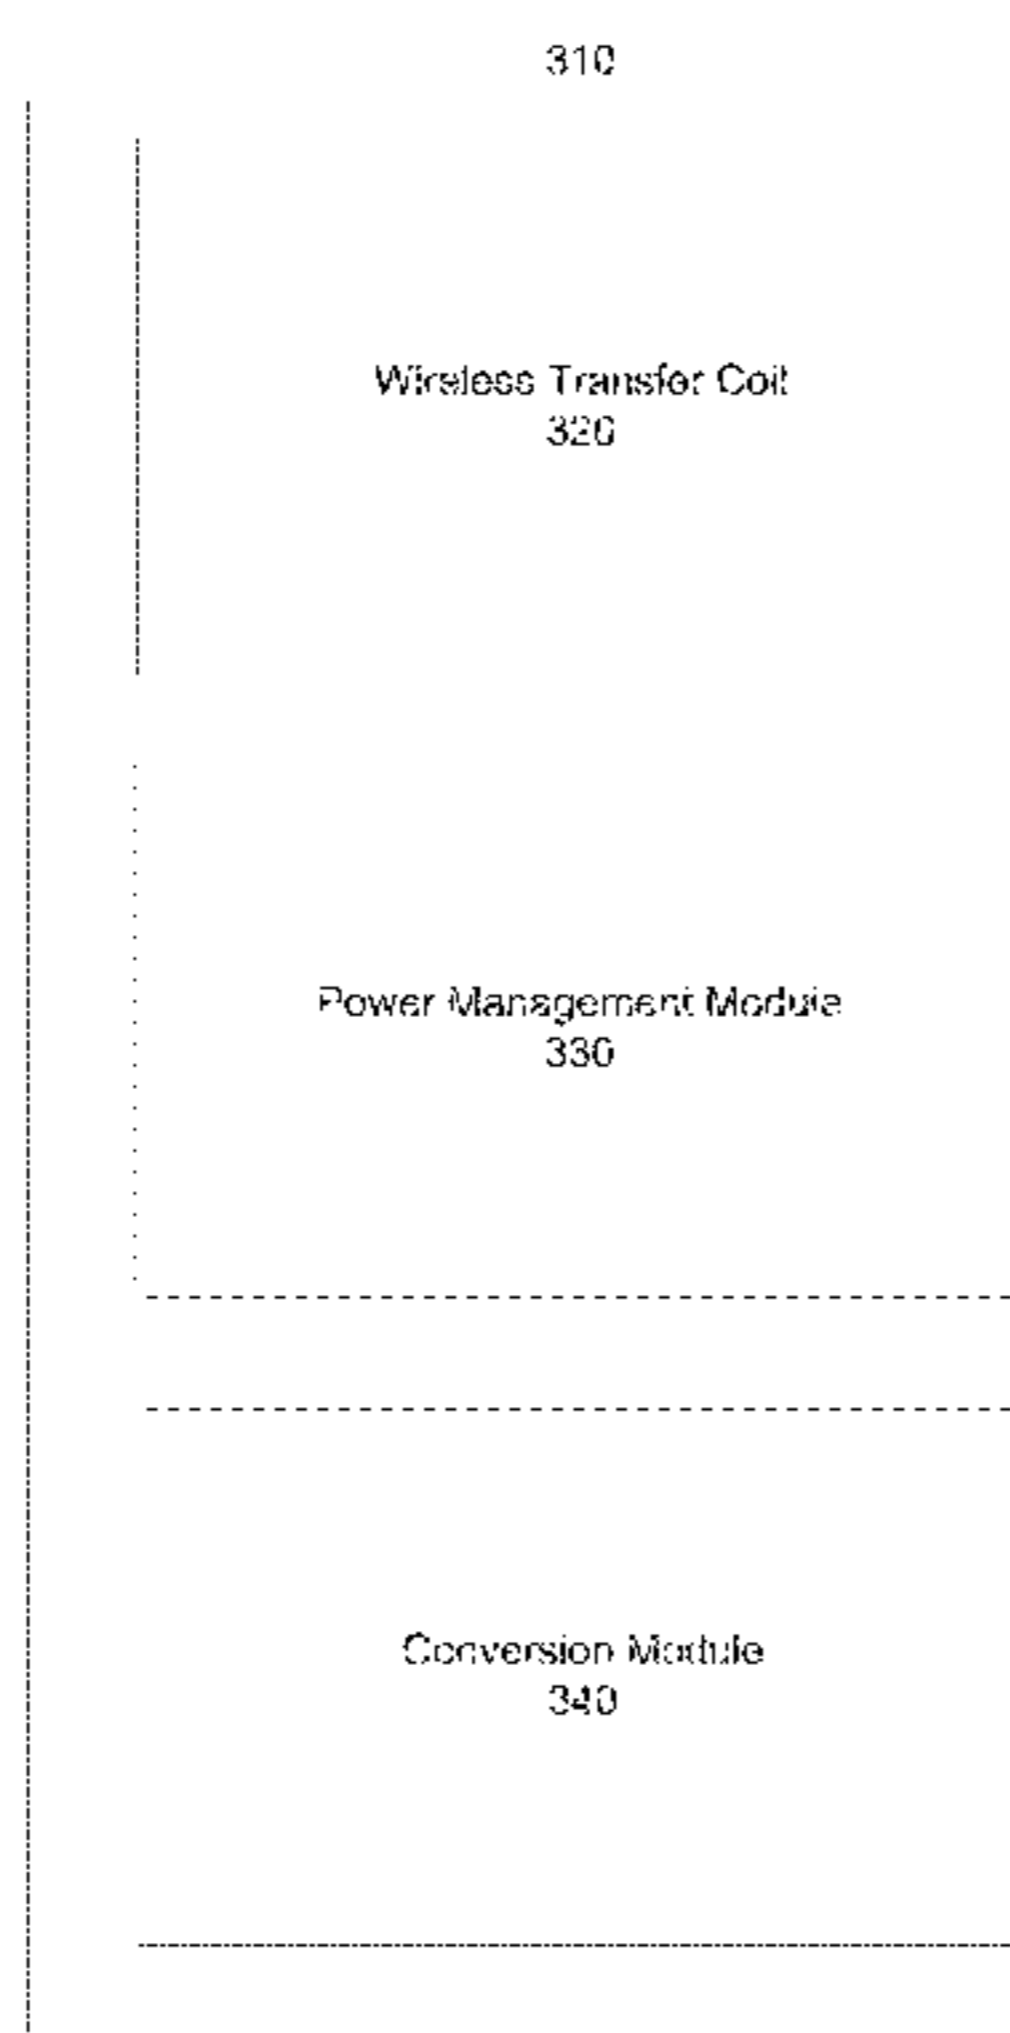 310
Wireless Transfer Coil
320
Power Management Module
330
Conversion Module
340